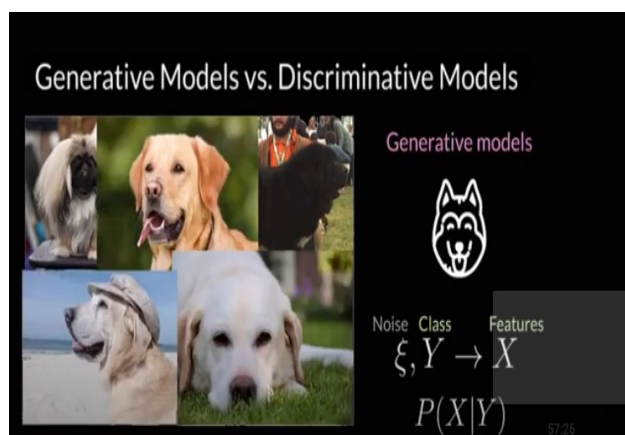 Generative Models vs. Discriminative Models
Generative models
Noise Class Features
ξ, Y → X
P(X|Y)
57:26